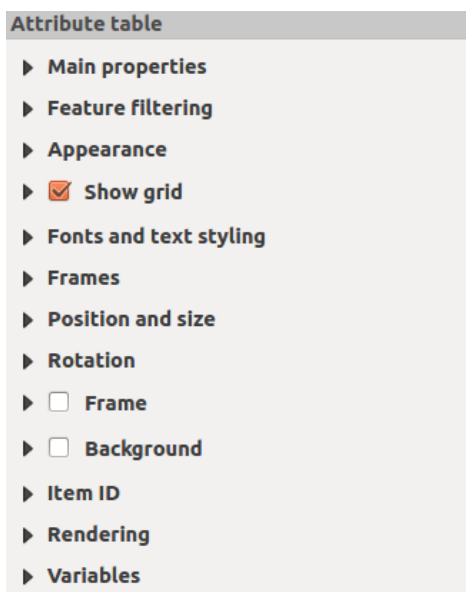 Attribute table
Main properties
Feature filtering
Appearance
Show grid
Fonts and text styling
Frames
Position and size
Rotation
Frame
Background
Item ID
Rendering
Variables